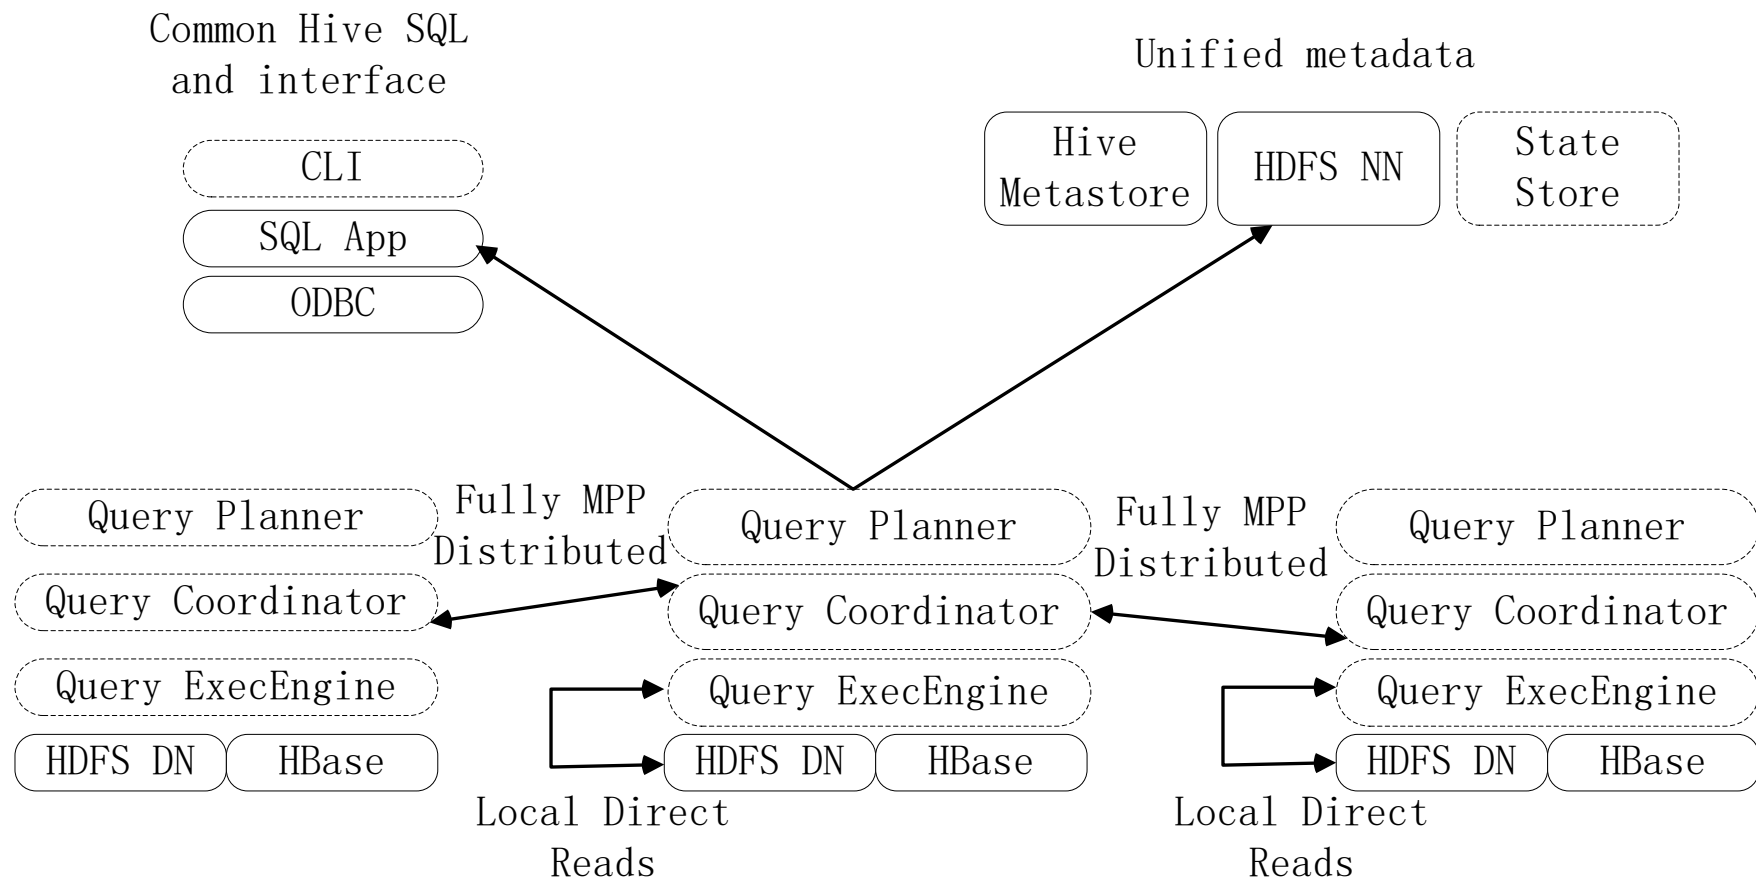 Common Hive SQL
and interface
CLI
SQL App
ODBC
Unified metadata
Hive
Metastore
HDFS NN
State
Store
Query Planner
Query Coordinator
Query ExecEngine
HDFS DN
HBase
Fully MPP
Distributed
Query Planner
Query Coordinator
Query ExecEngine
HDFS DN
HBase
Local Direct
Reads
Fully MPP
Distributed
Query Planner
Query Coordinator
Query ExecEngine
HDFS DN
HBase
Local Direct
Reads